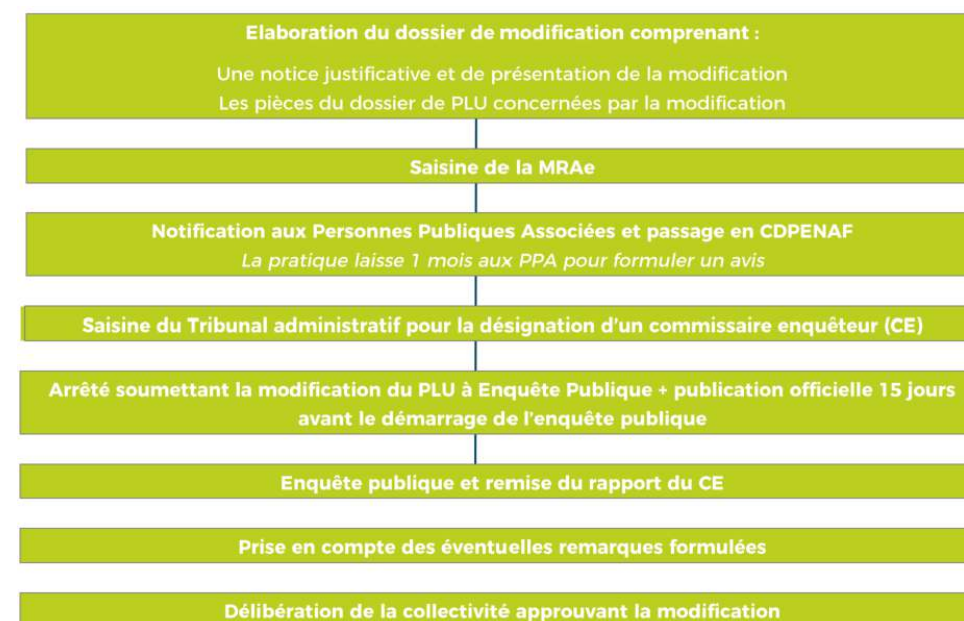 Elaboration du dossier de modification comprenant :
Une notice justificative et de présentation de la modification
Les pièces du dossier de PLU concernées par la modification
Saisine de la MRAe
Notification aux Personnes Publiques Associées et passage en CDPENAF
La pratique laisse 1 mois aux PPA pour formuler un avis
Saisine du Tribunal administratif pour la désignation d'un commissaire enquêteur (CE)
Arrêté soumettant la modification du PLU à Enquête Publique + publication officielle 15 jours
avant le démarrage de l'enquête publique
Enquête publique et remise du rapport du CE
Prise en compte des éventuelles remarques formulées
Délibération de la collectivité approuvant la modification